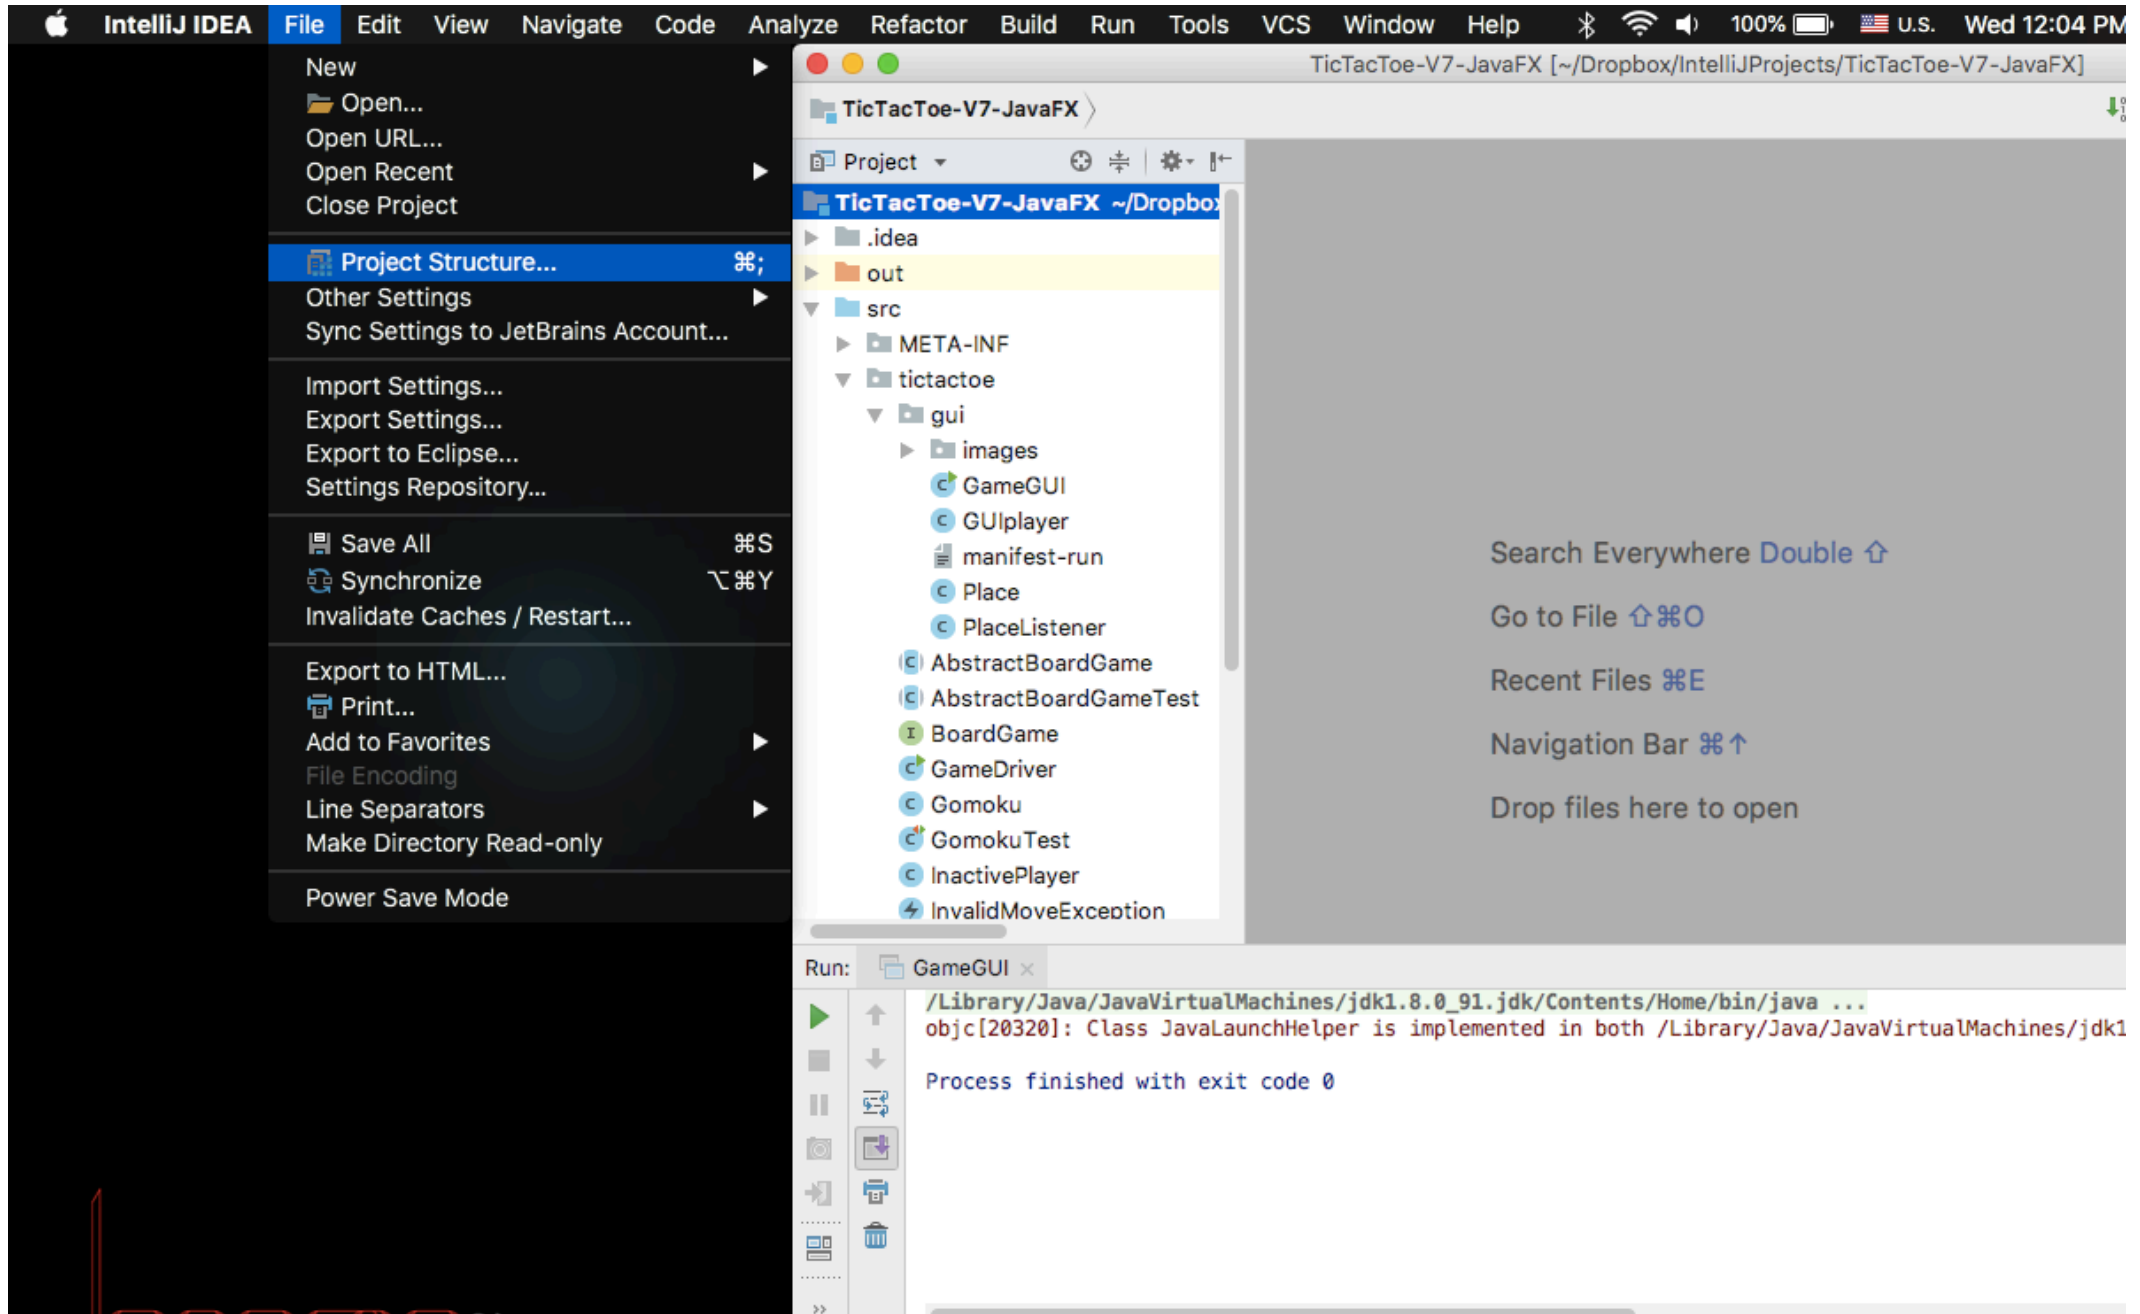 IntelliJ IDEA File Edit View Navigate Code Analyze Refactor Build Run Tools VCS Window Help 100% U.S. Wed 12:04 PM
New
Open...
Open URL...
Open Recent
Close Project
Project Structure... ⌘;
Other Settings
Sync Settings to JetBrains Account...
Import Settings...
Export Settings...
Export to Eclipse...
Settings Repository...
Save All ⌘S
Synchronize ⌥⌘Y
Invalidate Caches / Restart...
Export to HTML...
Print...
Add to Favorites
File Encoding
Line Separators
Make Directory Read-only
Power Save Mode
TicTacToe-V7-JavaFX [~/Dropbox/IntelliJProjects/TicTacToe-V7-JavaFX]
TicTacToe-V7-JavaFX
Project
TicTacToe-V7-JavaFX ~/Dropbox
.idea
out
src
META-INF
tictactoe
gui
images
GameGUI
GUIplayer
manifest-run
Place
PlaceListener
AbstractBoardGame
AbstractBoardGameTest
BoardGame
GameDriver
Gomoku
GomokuTest
InactivePlayer
InvalidMoveException
Search Everywhere Double ⇧
Go to File ⇧⌘O
Recent Files ⌘E
Navigation Bar ⌘↑
Drop files here to open
Run: GameGUI
/Library/Java/JavaVirtualMachines/jdk1.8.0_91.jdk/Contents/Home/bin/java ...
objc[20320]: Class JavaLaunchHelper is implemented in both /Library/Java/JavaVirtualMachines/jdk1
Process finished with exit code 0